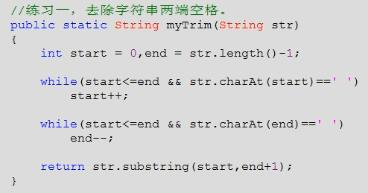 //练习一，去除字符串两端空格。
public static String myTrim(String str)
{
    int start = 0,end = str.length()-1;
    while(start<=end && str.charAt(start)==' ')
        start++;
    while(start<=end && str.charAt(end)==' ')
        end--;
    return str.substring(start,end+1);
}